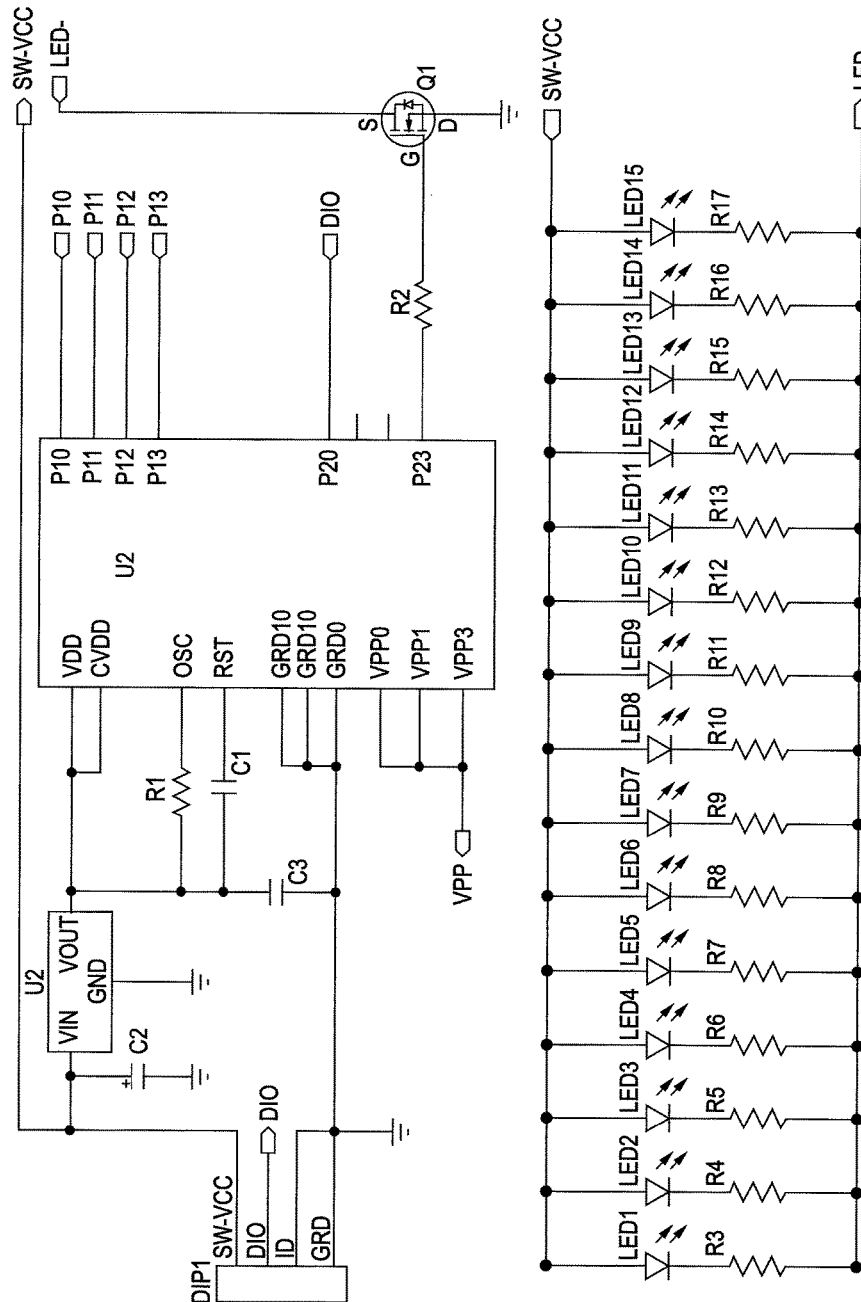 SW-VCC
LED-
P10
P11
P12
P13
DIO
Q1
S
G
D
R2
P10
P11
P12
P13
P20
P23
U2
VDD
CVDD
OSC
RST
GRD10
GRD10
GRD0
VPP0
VPP1
VPP3
R1
C1
C3
VPP
U2
VIN
VOUT
GND
C2
+
DIP1
SW-VCC
DIO
ID
GRD
DIO
SW-VCC
LED
LED1
LED2
LED3
LED4
LED5
LED6
LED7
LED8
LED9
LED10
LED11
LED12
LED13
LED14
LED15
R3
R4
R5
R6
R7
R8
R9
R10
R11
R12
R13
R14
R15
R16
R17